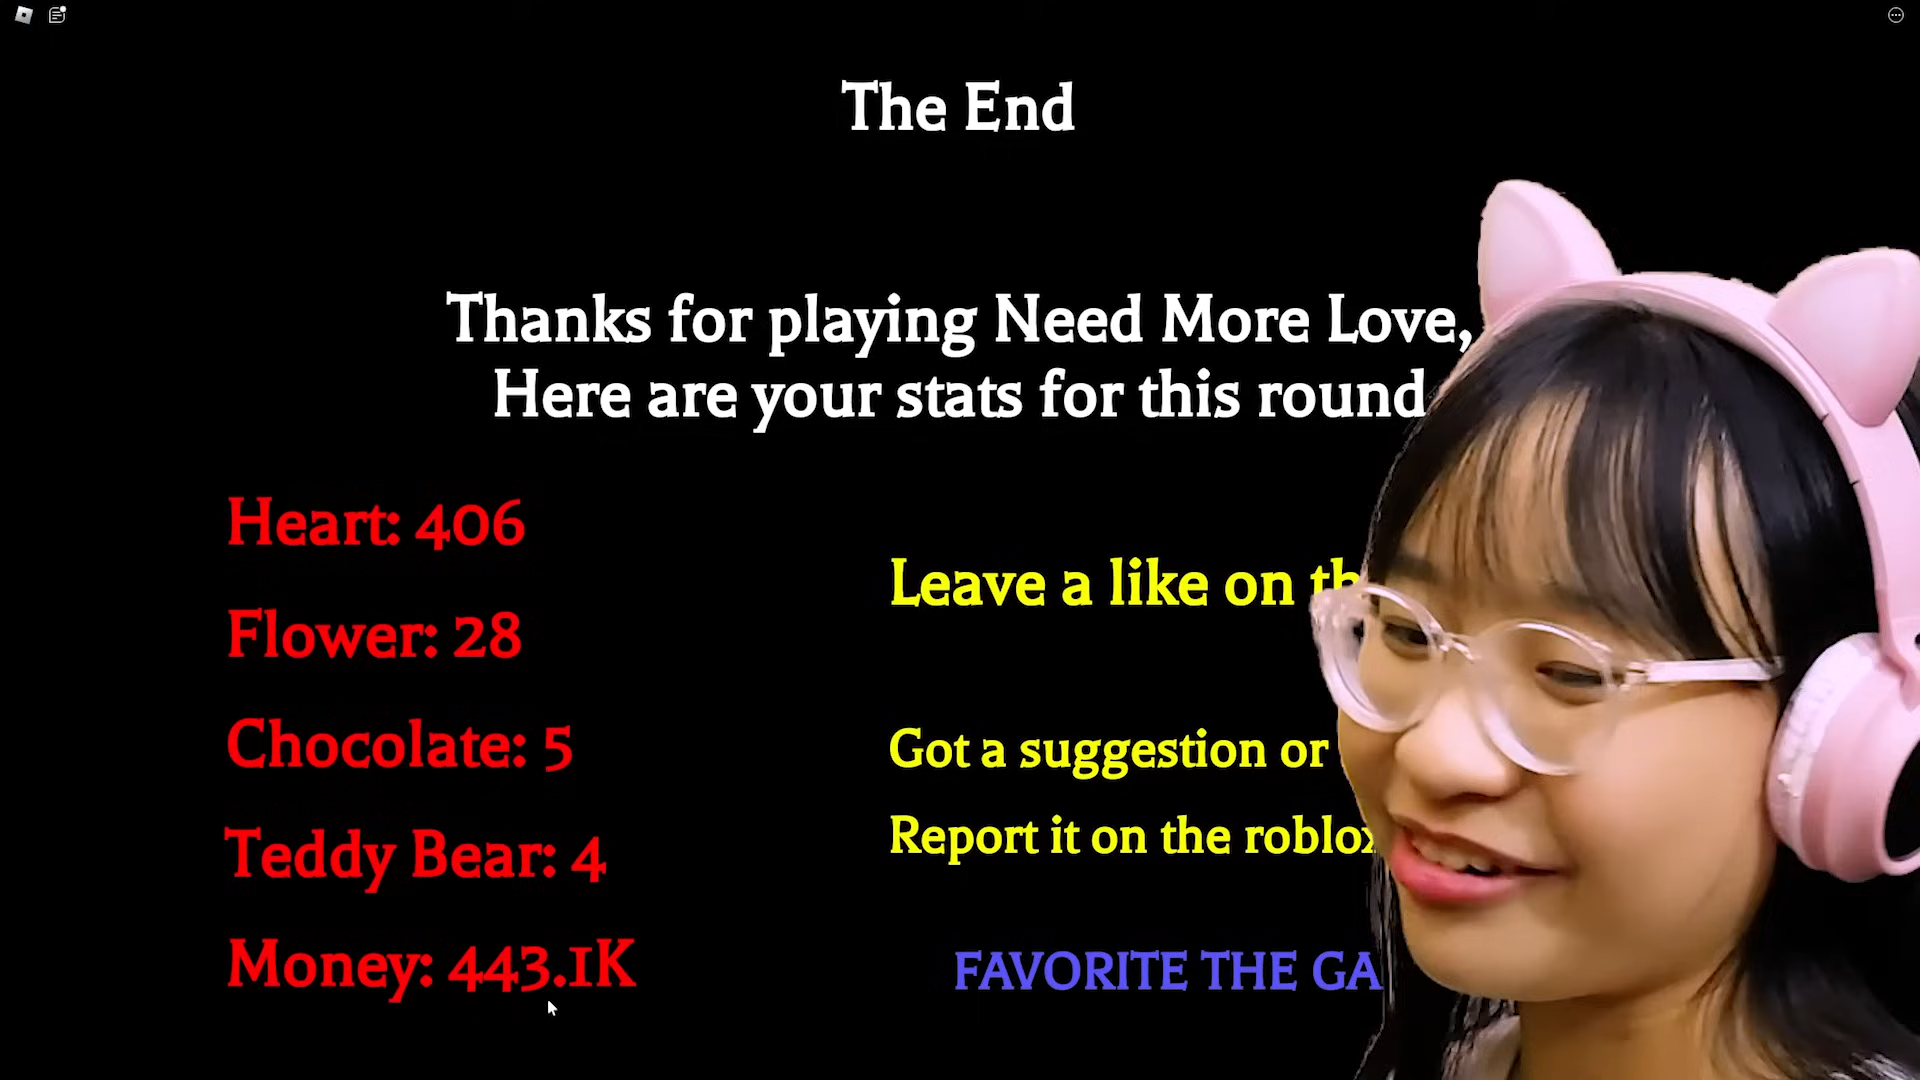 The End
Thanks for playing Need More Love,
Here are your stats for this round
Heart: 406
Flower: 28
Chocolate: 5
Teddy Bear: 4
Money: 443.1K
Leave a like on
Got a suggestion or
Report it on the
FAVORITE THE